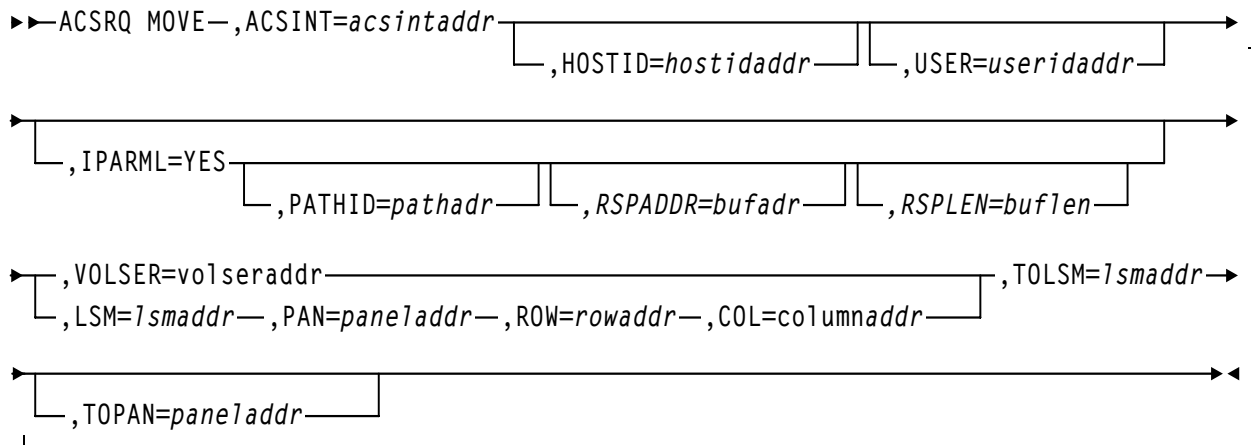 ACSRQ MOVE ,ACSINT=acsintaddr
,HOSTID=hostidaddr ,USER=useridaddr
,IPARML=YES
,PATHID=pathadr ,RSPADDR=bufadr ,RSPLEN=buflen
,VOLSER=volseraddr ,TOLSM=lsmaddr
,LSM=lsmaddr ,PAN=paneladdr ,ROW=rowaddr ,COL=columnaddr
,TOPAN=paneladdr